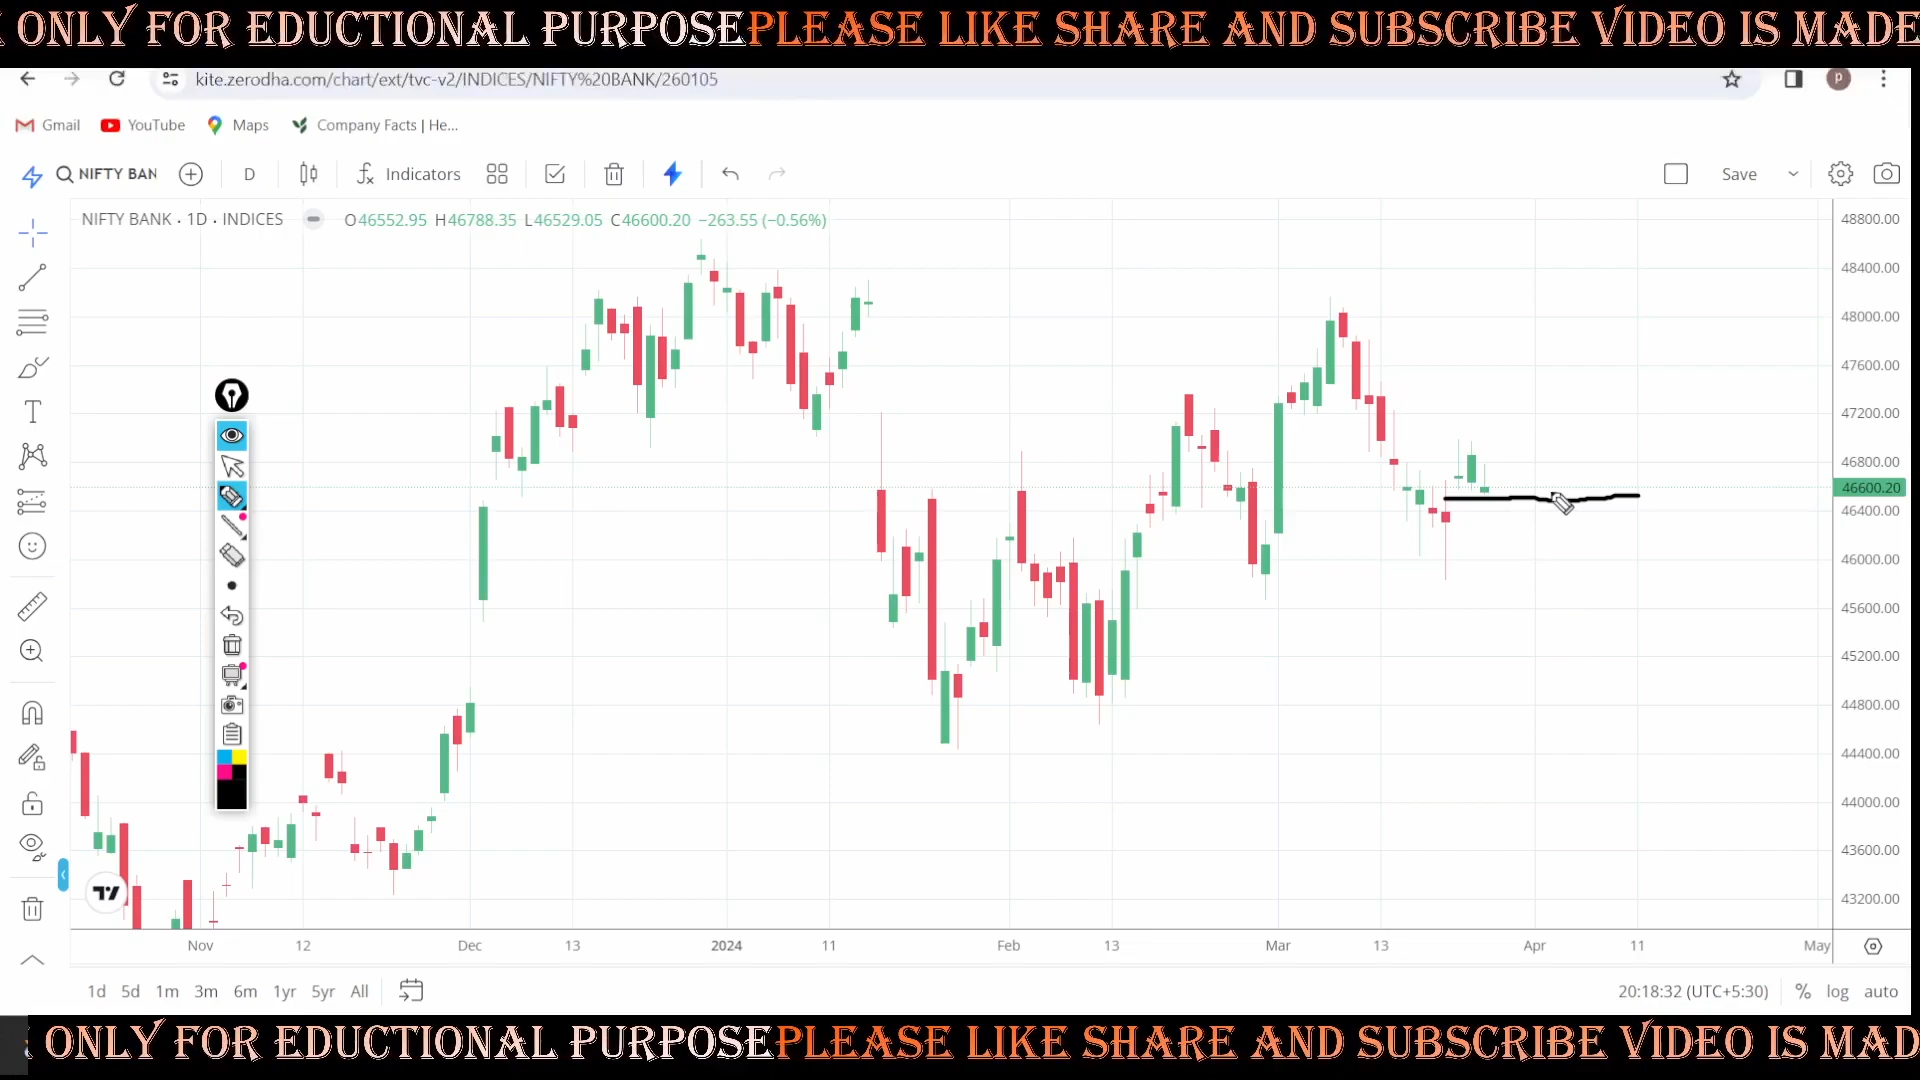 ONLY FOR EDUCTIONAL PURPOSEPLEASE LIKE SHARE AND SUBSCRIBE VIDEO IS MADE
kite.zerodha.com/chart/ext/tvc-v2/INDICES/NIFTY%20BANK/260105
p
Gmail YouTube Maps Company Facts | He...
NIFTY BAN D Indicators Save
NIFTY BANK · 1D · INDICES O46552.95 H46788.35 L46529.05 C46600.20 −263.55 (−0.56%)
48800.00
48400.00
48000.00
47600.00
47200.00
46800.00
46600.20
46400.00
46000.00
45600.00
45200.00
44800.00
44400.00
44000.00
43600.00
43200.00
Nov 12 Dec 13 2024 11 Feb 13 Mar 13 Apr 11 May
1d 5d 1m 3m 6m 1yr 5yr All 20:18:32 (UTC+5:30) % log auto
ONLY FOR EDUCTIONAL PURPOSEPLEASE LIKE SHARE AND SUBSCRIBE VIDEO IS MAD